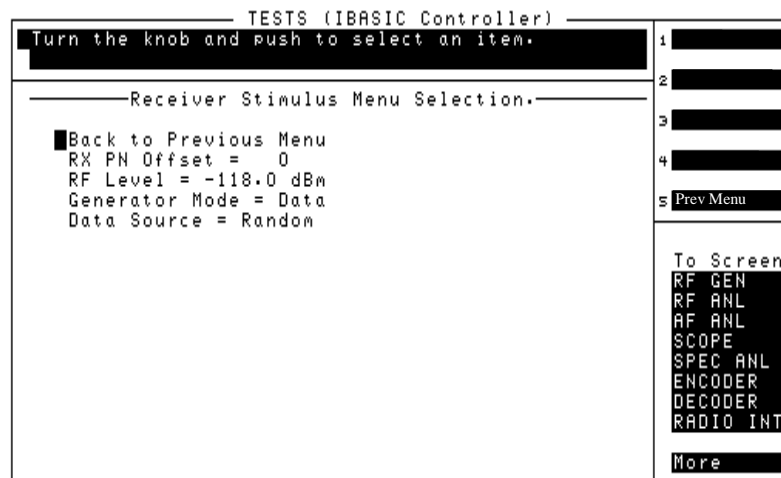 TESTS (IBASIC Controller)
Turn the knob and push to select an item.
Receiver Stimulus Menu Selection.
Back to Previous Menu
RX PN Offset = 0
RF Level = -118.0 dBm
Generator Mode = Data
Data Source = Random
1
2
3
4
5 Prev Menu
To Screen
RF GEN
RF ANL
AF ANL
SCOPE
SPEC ANL
ENCODER
DECODER
RADIO INT
More